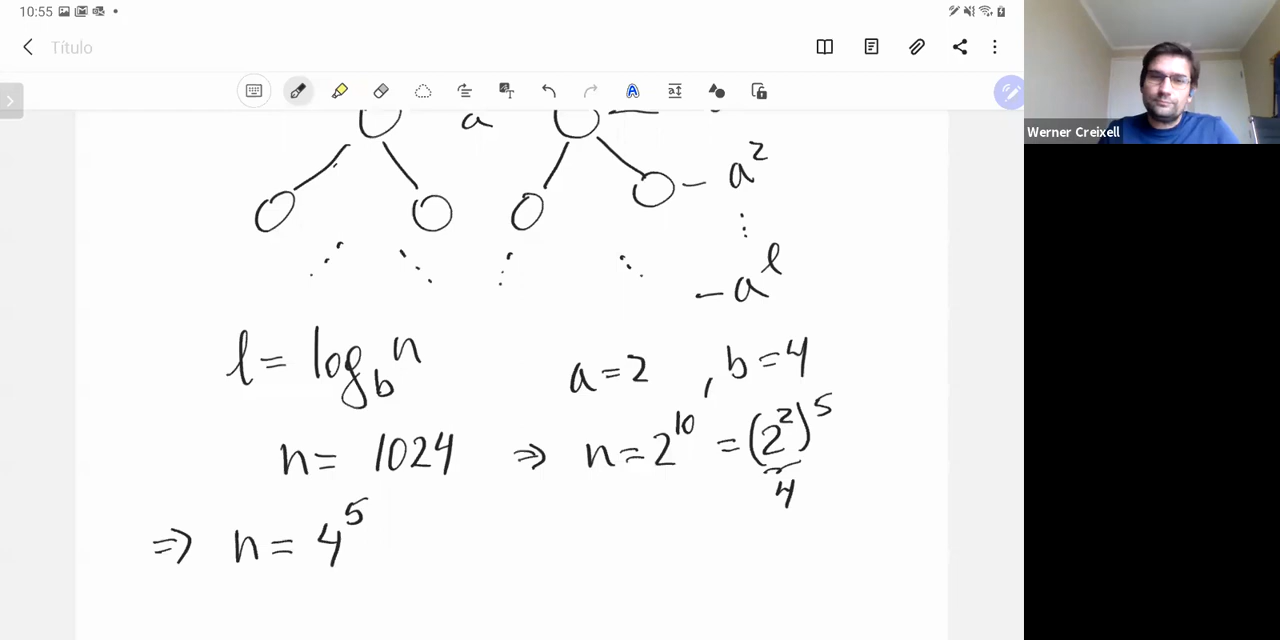 10:55
Título
Werner Creixell
a
a²
⋮
– aˡ
l = log_b n
a = 2 , b = 4
n = 1024 ⇒ n = 2¹⁰ = (2²)⁵
4
⇒ n = 4⁵